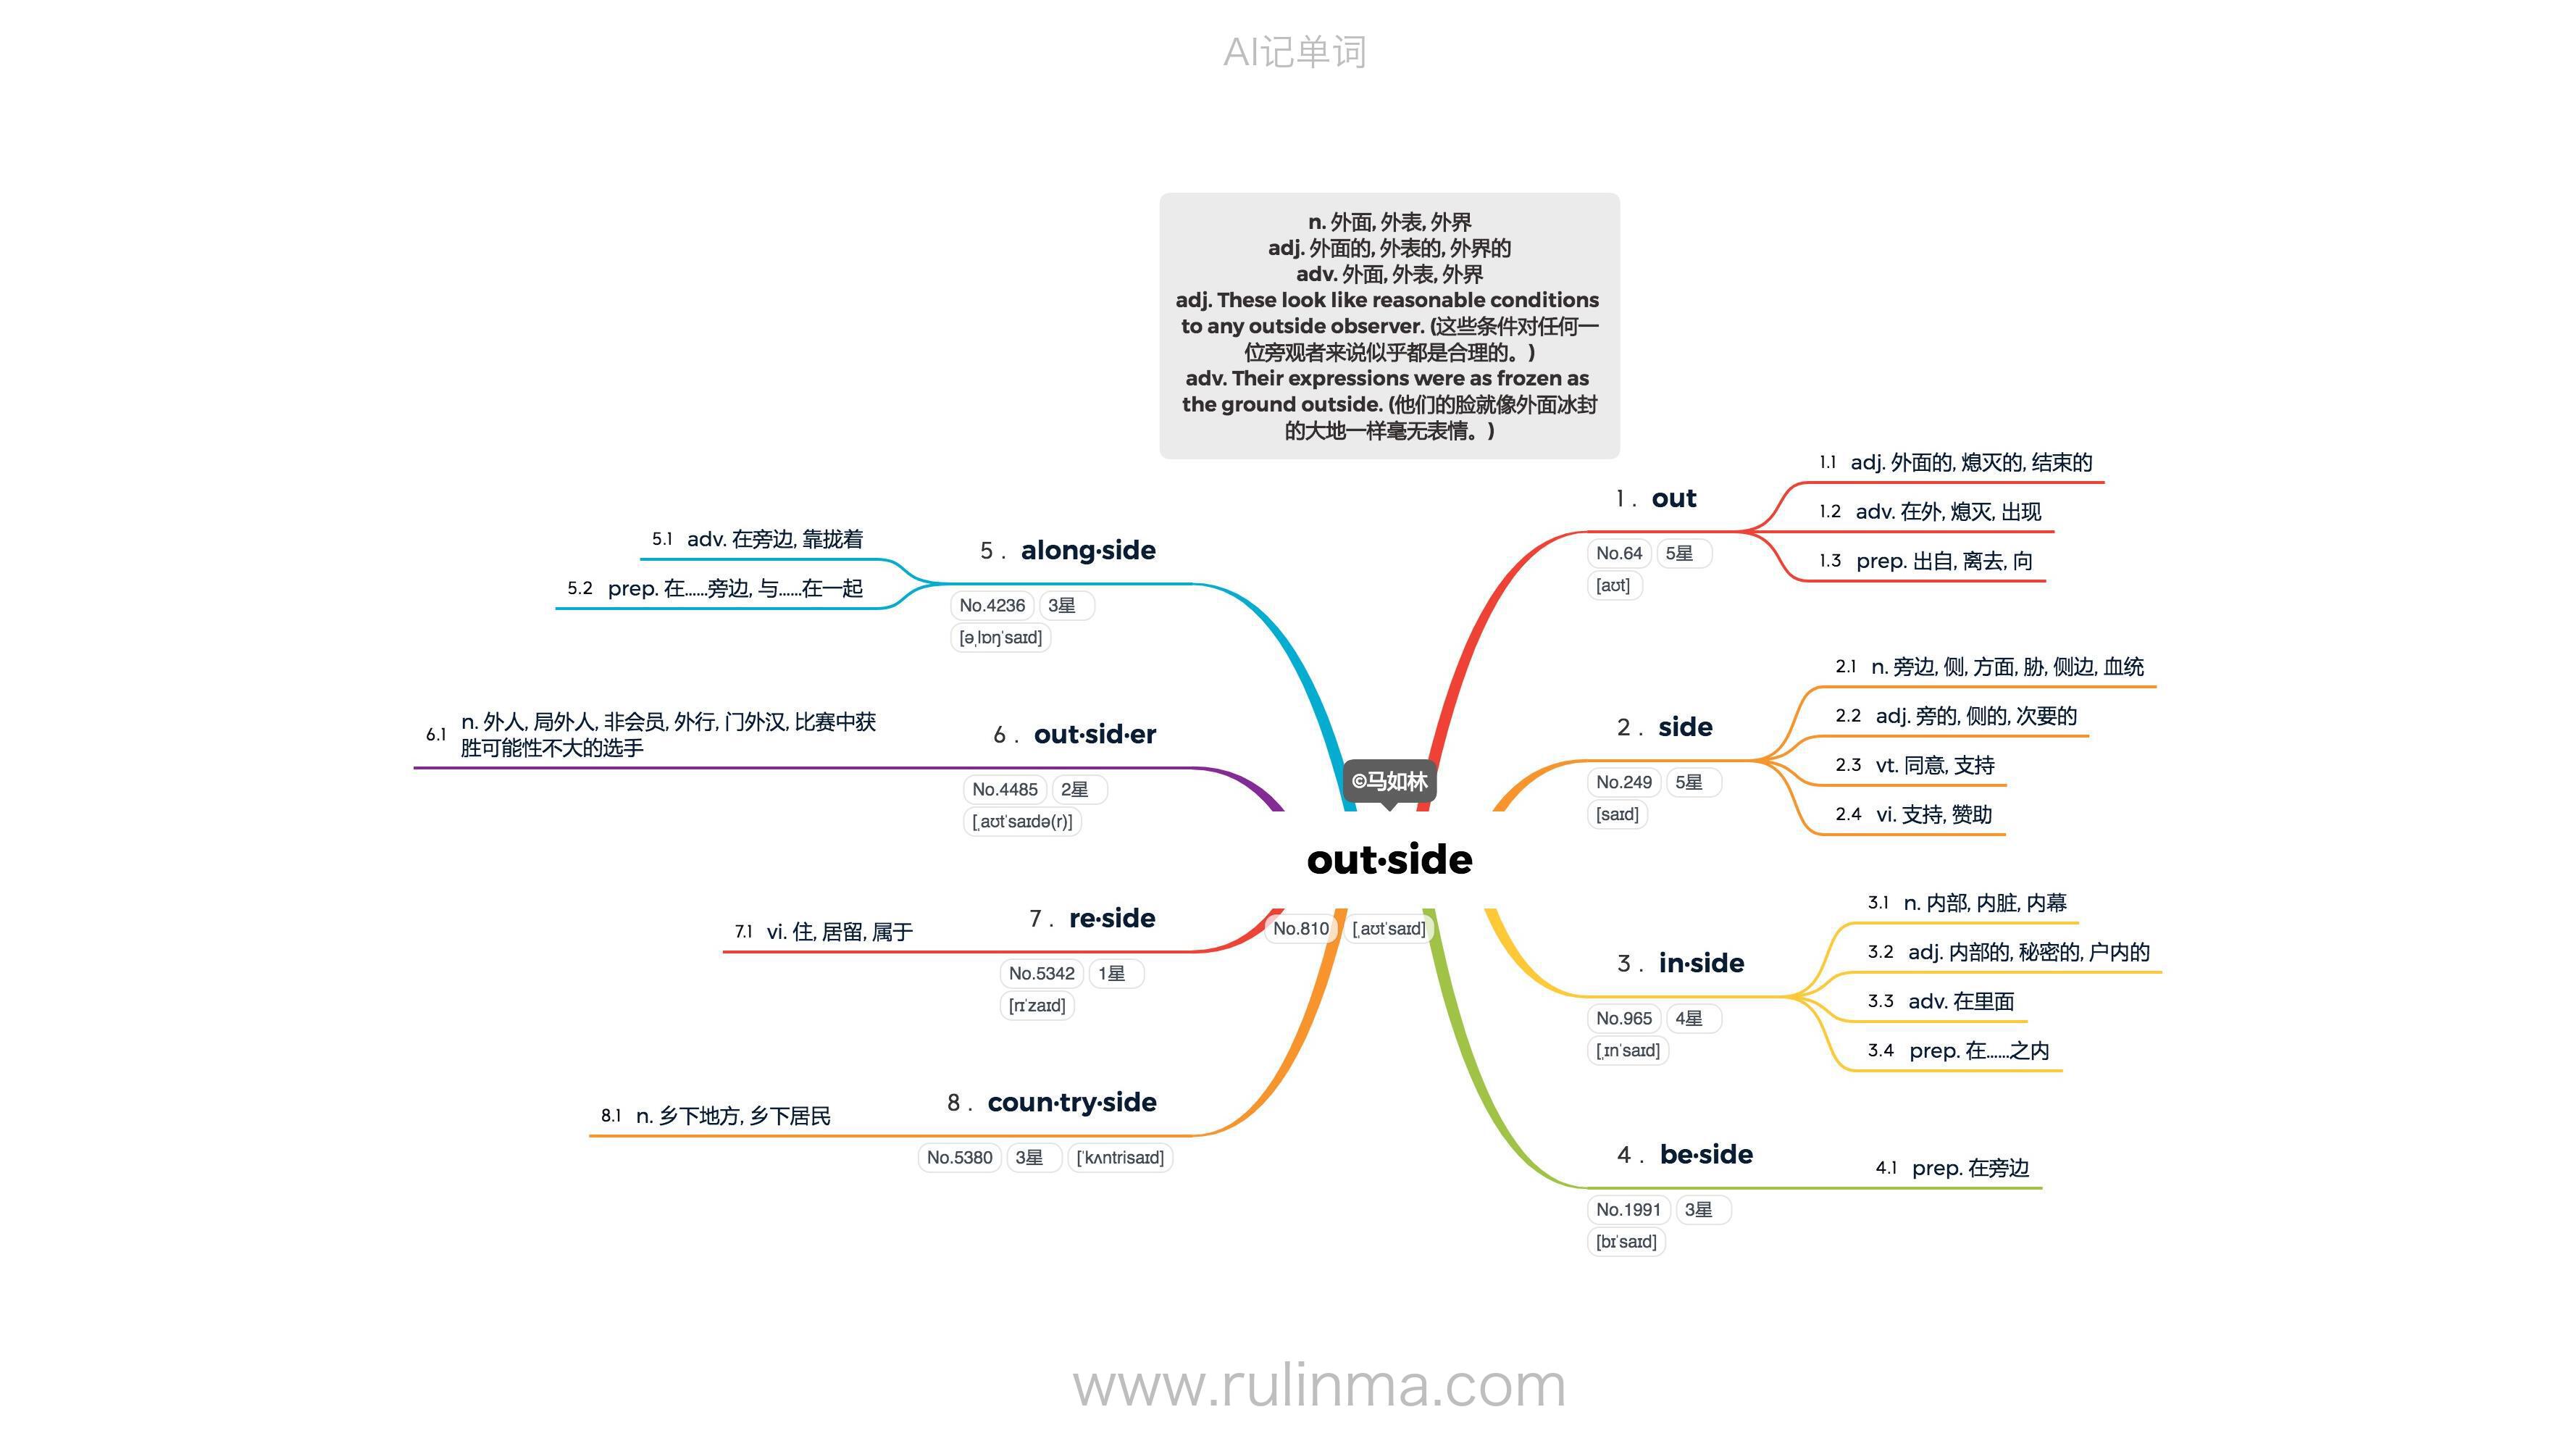 AI记单词
n. 外面, 外表, 外界
adj. 外面的, 外表的, 外界的
adv. 外面, 外表, 外界
adj. These look like reasonable conditions
to any outside observer. (这些条件对任何一
位旁观者来说似乎都是合理的。)
adv. Their expressions were as frozen as
the ground outside. (他们的脸就像外面冰封
的大地一样毫无表情。)
©马如林
out·side
No.810 [ˌaʊtˈsaɪd]
1 . out
No.64 5星
[aʊt]
1.1 adj. 外面的, 熄灭的, 结束的
1.2 adv. 在外, 熄灭, 出现
1.3 prep. 出自, 离去, 向
2 . side
No.249 5星
[saɪd]
2.1 n. 旁边, 侧, 方面, 胁, 侧边, 血统
2.2 adj. 旁的, 侧的, 次要的
2.3 vt. 同意, 支持
2.4 vi. 支持, 赞助
3 . in·side
No.965 4星
[ˌɪnˈsaɪd]
3.1 n. 内部, 内脏, 内幕
3.2 adj. 内部的, 秘密的, 户内的
3.3 adv. 在里面
3.4 prep. 在……之内
4 . be·side
No.1991 3星
[bɪˈsaɪd]
4.1 prep. 在旁边
5 . along·side
No.4236 3星
[əˌlɒŋˈsaɪd]
5.1 adv. 在旁边, 靠拢着
5.2 prep. 在……旁边, 与……在一起
6 . out·sid·er
No.4485 2星
[ˌaʊtˈsaɪdə(r)]
6.1 n. 外人, 局外人, 非会员, 外行, 门外汉, 比赛中获
胜可能性不大的选手
7 . re·side
No.5342 1星
[rɪˈzaɪd]
7.1 vi. 住, 居留, 属于
8 . coun·try·side
No.5380 3星 [ˈkʌntrisaɪd]
8.1 n. 乡下地方, 乡下居民
www.rulinma.com